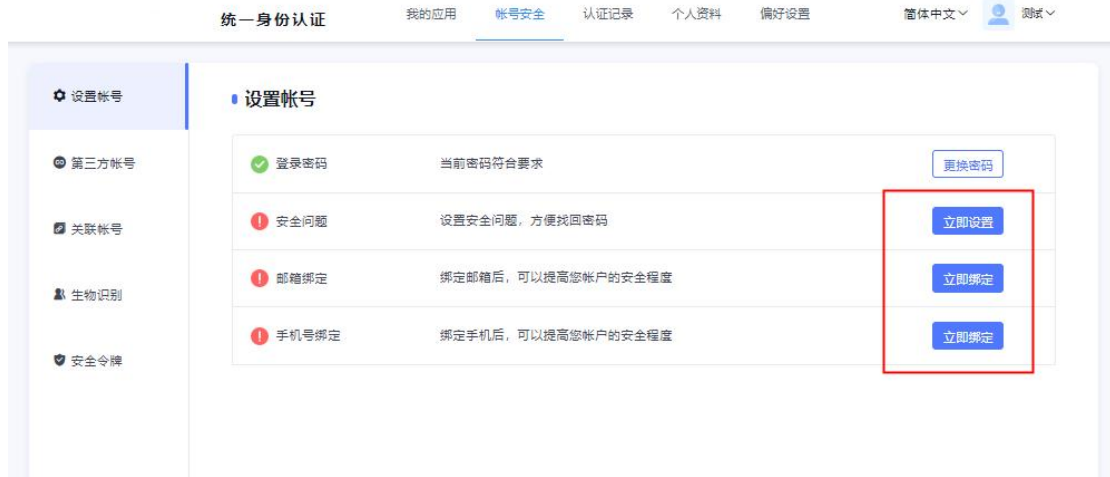 统一身份认证 我的应用 帐号安全 认证记录 个人资料 偏好设置 简体中文 测试
设置帐号
第三方帐号
关联帐号
生物识别
安全令牌
设置帐号
登录密码 当前密码符合要求 更换密码
安全问题 设置安全问题，方便找回密码 立即设置
邮箱绑定 绑定邮箱后，可以提高您帐户的安全程度 立即绑定
手机号绑定 绑定手机后，可以提高您帐户的安全程度 立即绑定